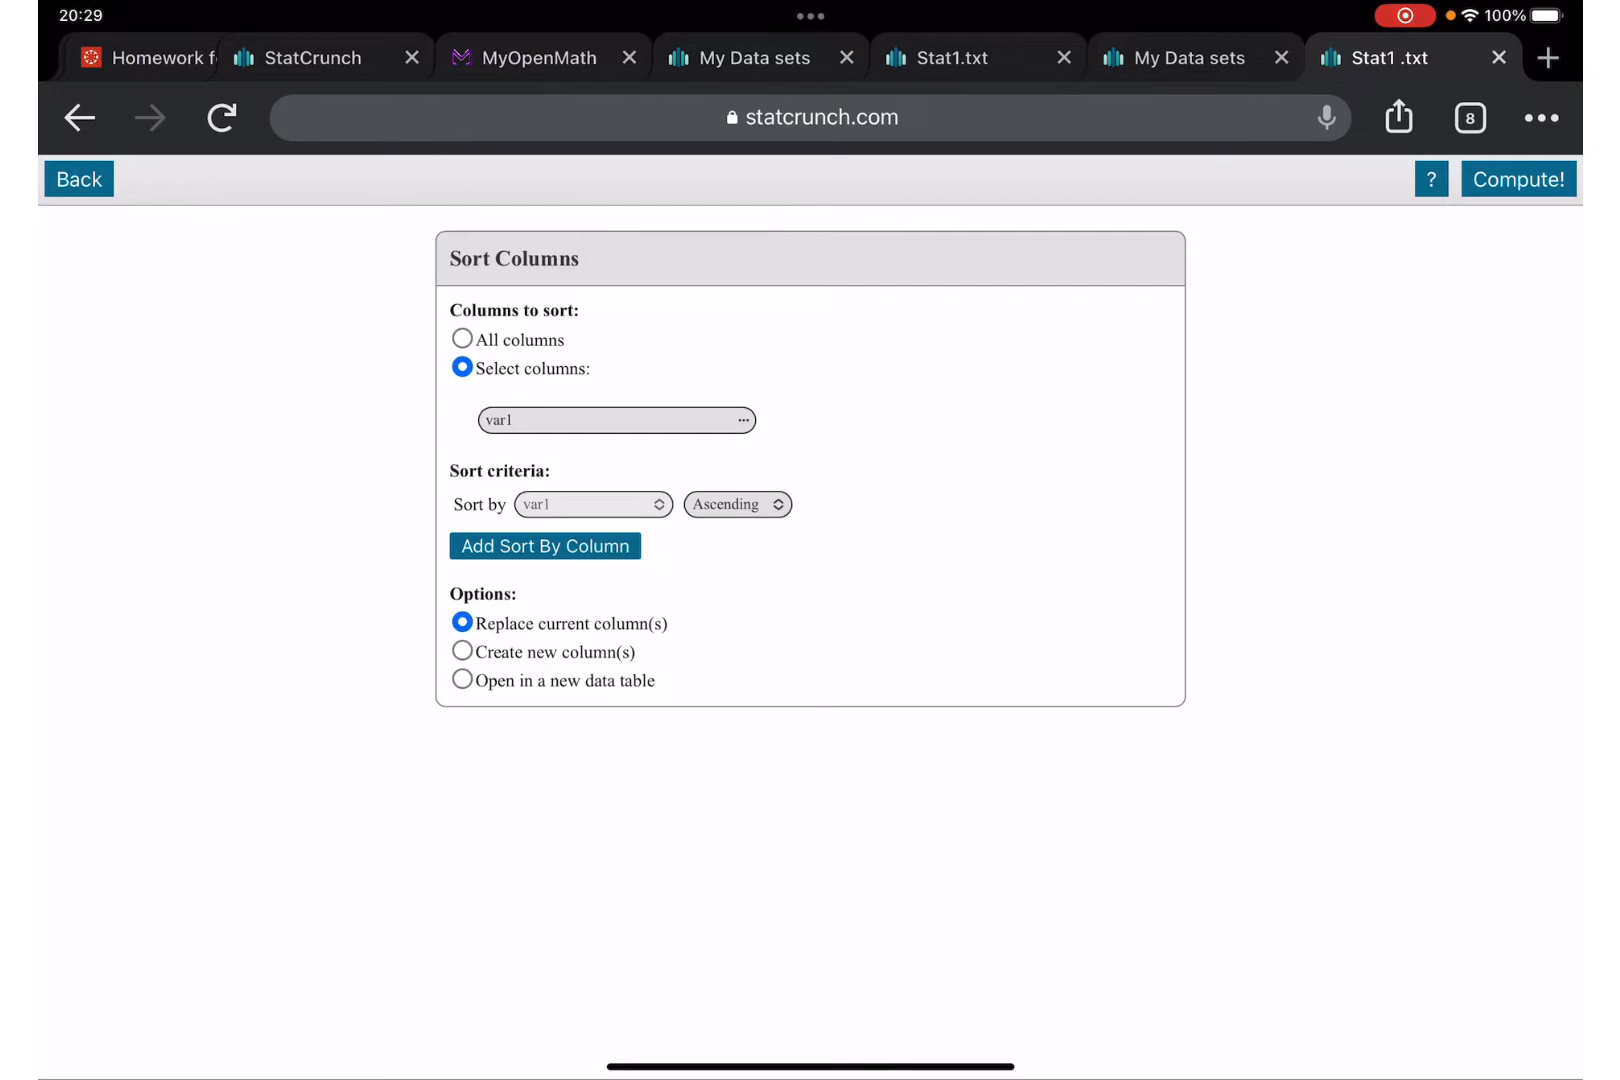 20:29
100%
Homework f
StatCrunch
MyOpenMath
My Data sets
Stat1.txt
My Data sets
Stat1 .txt
statcrunch.com
8
Back
?
Compute!
Sort Columns
Columns to sort:
All columns
Select columns:
var1
Sort criteria:
Sort by var1 Ascending
Add Sort By Column
Options:
Replace current column(s)
Create new column(s)
Open in a new data table